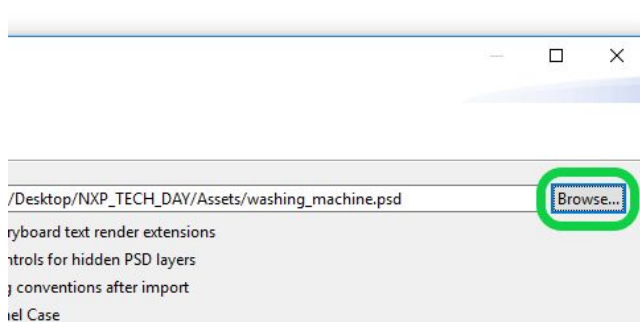 /Desktop/NXP_TECH_DAY/Assets/washing_machine.psd Browse...
ryboard text render extensions
ntrols for hidden PSD layers
g conventions after import
nel Case